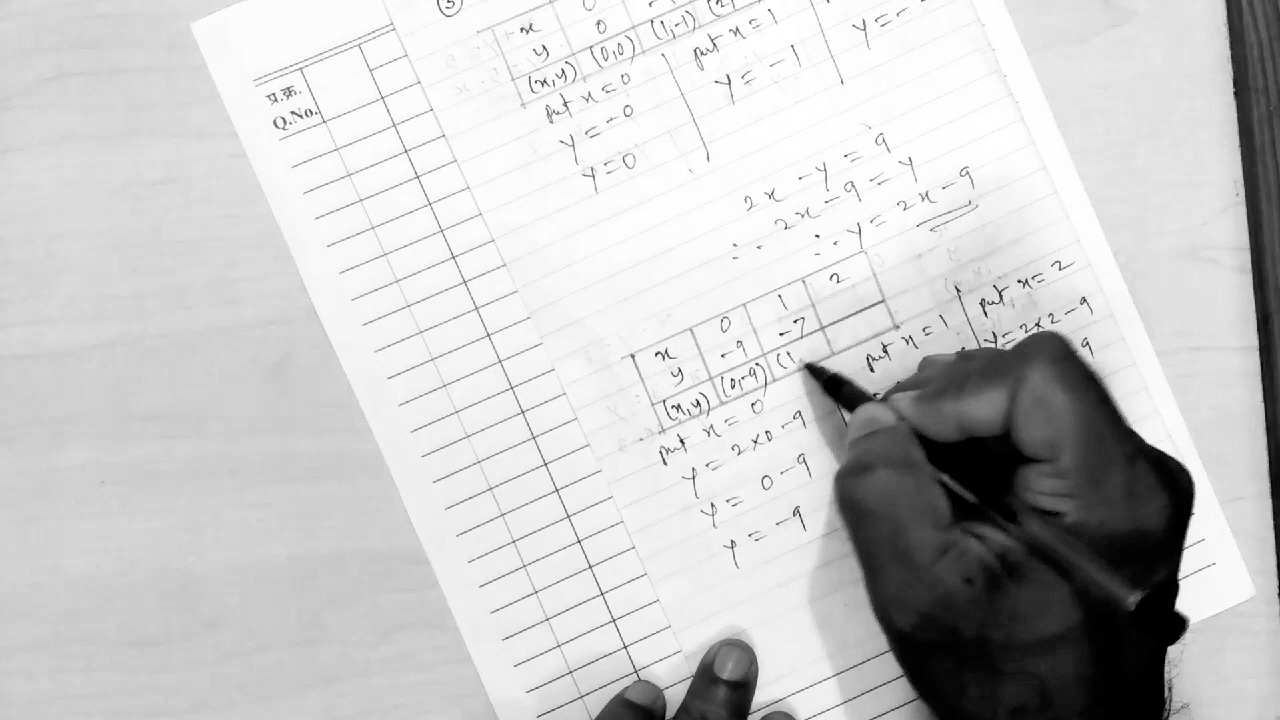 ③
x 0
y 0
(x,y) (0,0) (1,-1) (2,
put x=0
y = -0
y=0
put x=1
y = -1
y=-
2x - y = 9
∴ 2x - 9 = y
∴ y = 2x-9
x 0 1 2
y -9 -7
(x,y) (0,-9) (1
put x = 0
y = 2×0-9
y = 0-9
y = -9
put x=1
put x=2
y=2×2-9
9
प्र.क्र.
Q.No.